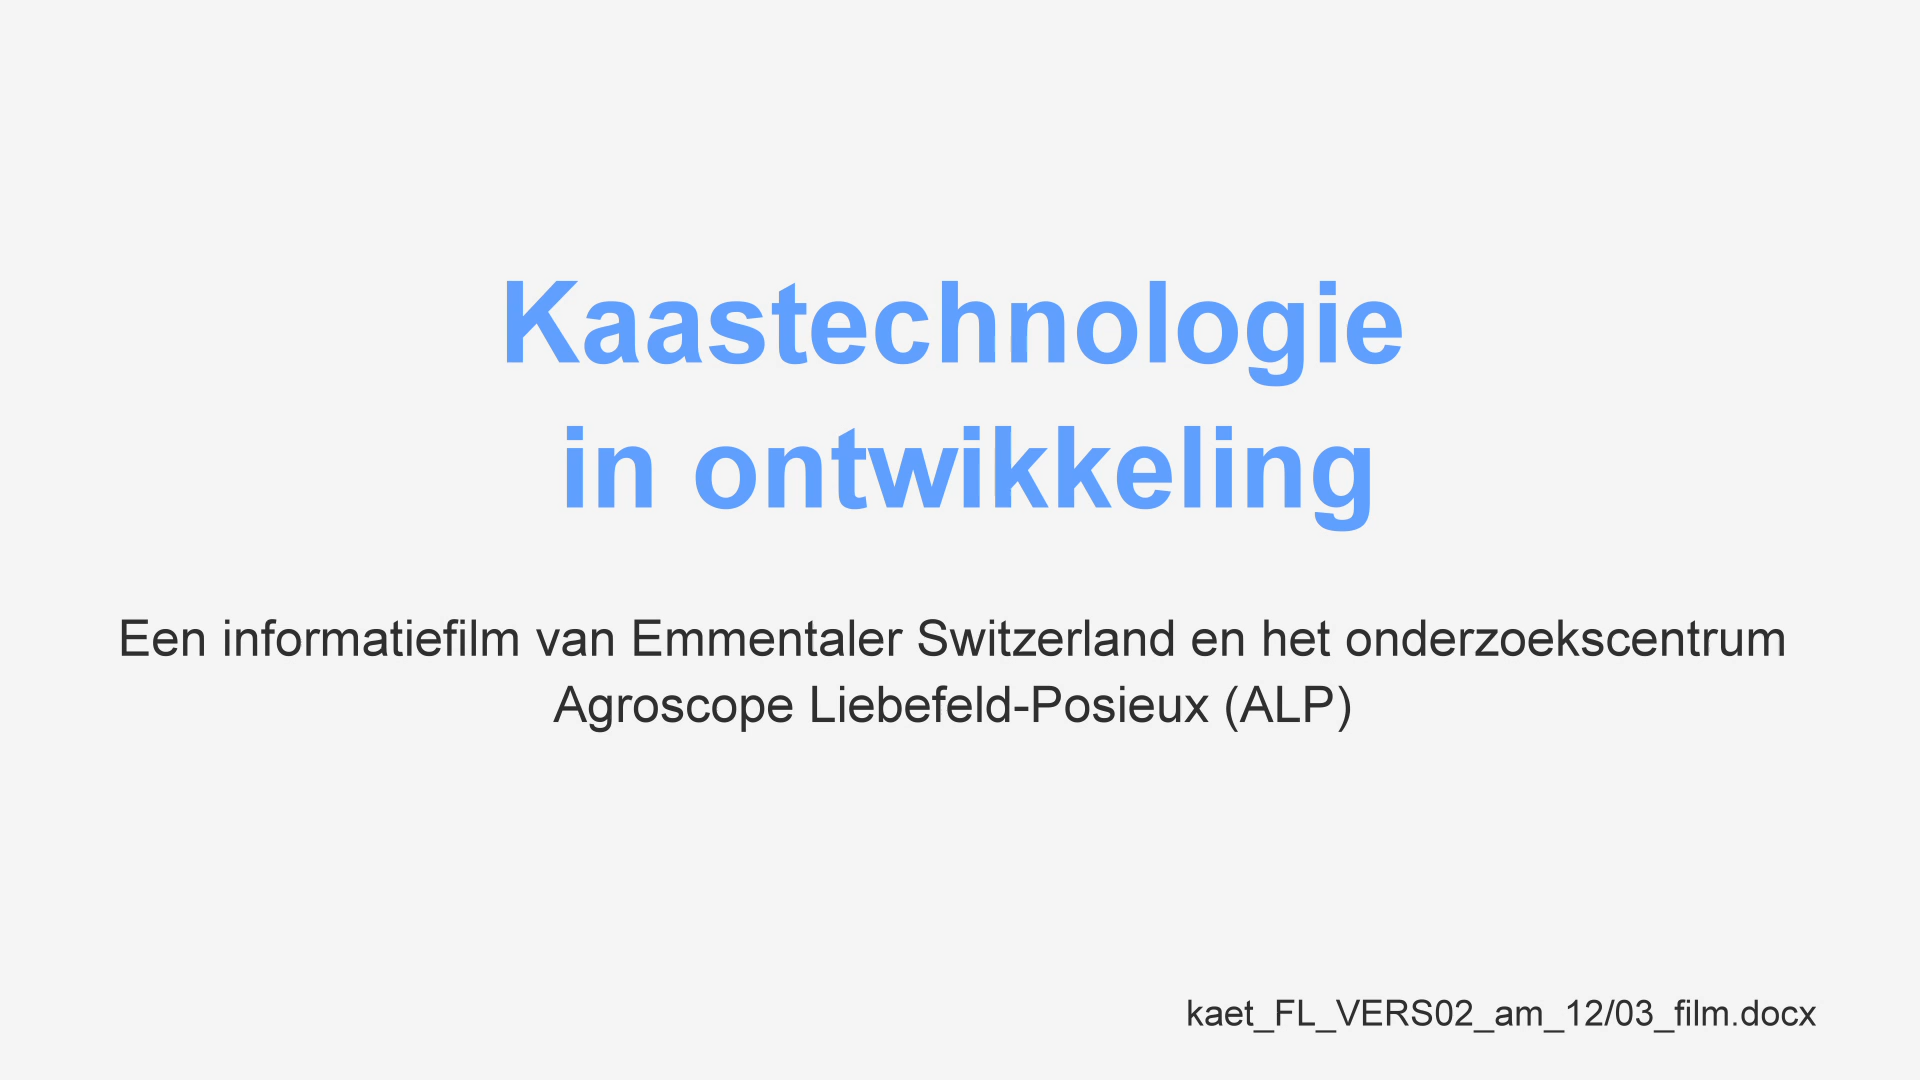 Kaastechnologie
in ontwikkeling
Een informatiefilm van Emmentaler Switzerland en het onderzoekscentrum
Agroscope Liebefeld-Posieux (ALP)
kaet_FL_VERS02_am_12/03_film.docx